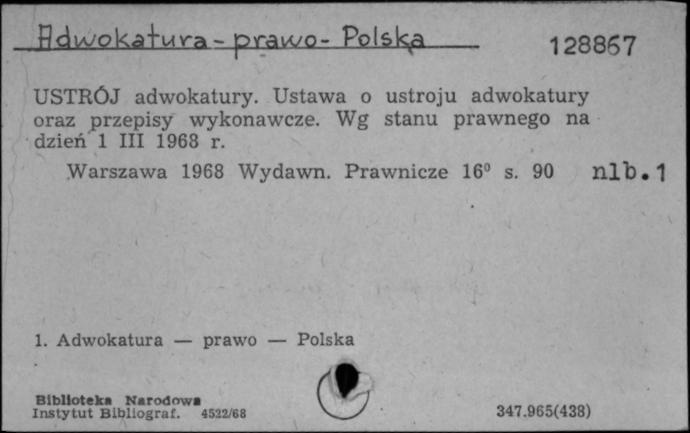 Adwokatura - prawo - Polska
128867
USTRÓJ adwokatury. Ustawa o ustroju adwokatury
oraz przepisy wykonawcze. Wg stanu prawnego na
dzień 1 III 1968 r.
Warszawa 1968 Wydawn. Prawnicze 16⁰ s. 90 nlb. 1
1. Adwokatura — prawo — Polska
Biblioteka Narodowa
Instytut Bibliograf. 4522/68
347.965(438)